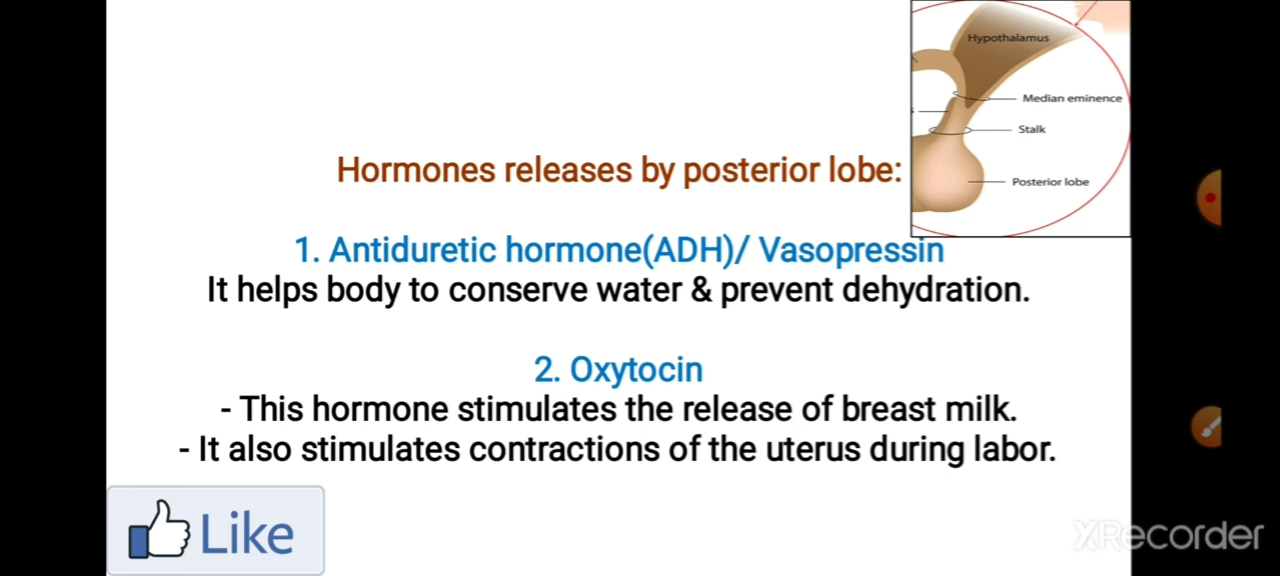 Hypothalamus
Median eminence
Stalk
Posterior lobe
Hormones releases by posterior lobe:
1. Antiduretic hormone(ADH)/ Vasopressin
It helps body to conserve water & prevent dehydration.
2. Oxytocin
- This hormone stimulates the release of breast milk.
- It also stimulates contractions of the uterus during labor.
Like
XRecorder